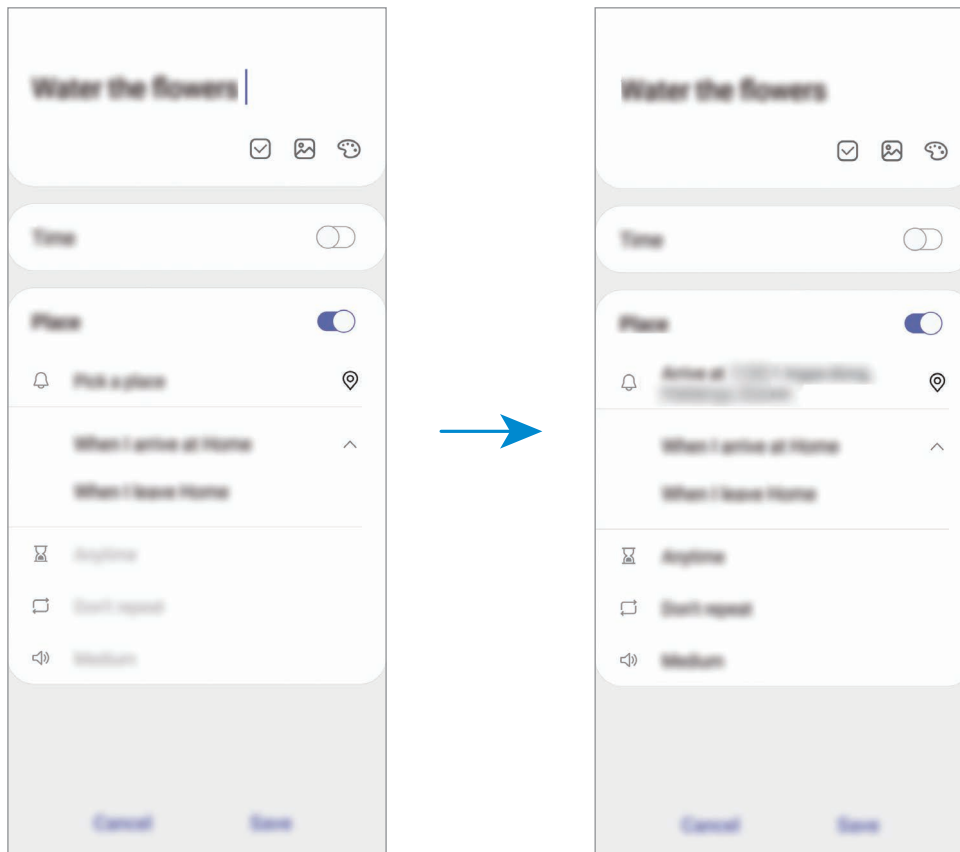 Water the flowers
Time
Place
Pick a place
When I arrive at Home
When I leave Home
Anytime
Don't repeat
Medium
Cancel
Save
Water the flowers
Time
Place
Arrive at
When I arrive at Home
When I leave Home
Anytime
Don't repeat
Medium
Cancel
Save